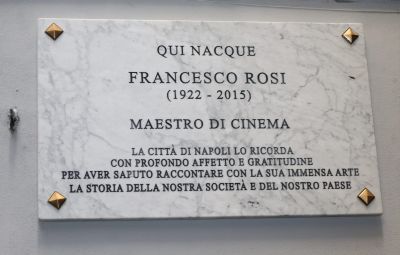 QUI NACQUE
FRANCESCO ROSI
(1922 - 2015)
MAESTRO DI CINEMA
LA CITTÀ DI NAPOLI LO RICORDA
CON PROFONDO AFFETTO E GRATITUDINE
PER AVER SAPUTO RACCONTARE CON LA SUA IMMENSA ARTE
LA STORIA DELLA NOSTRA SOCIETÀ E DEL NOSTRO PAESE